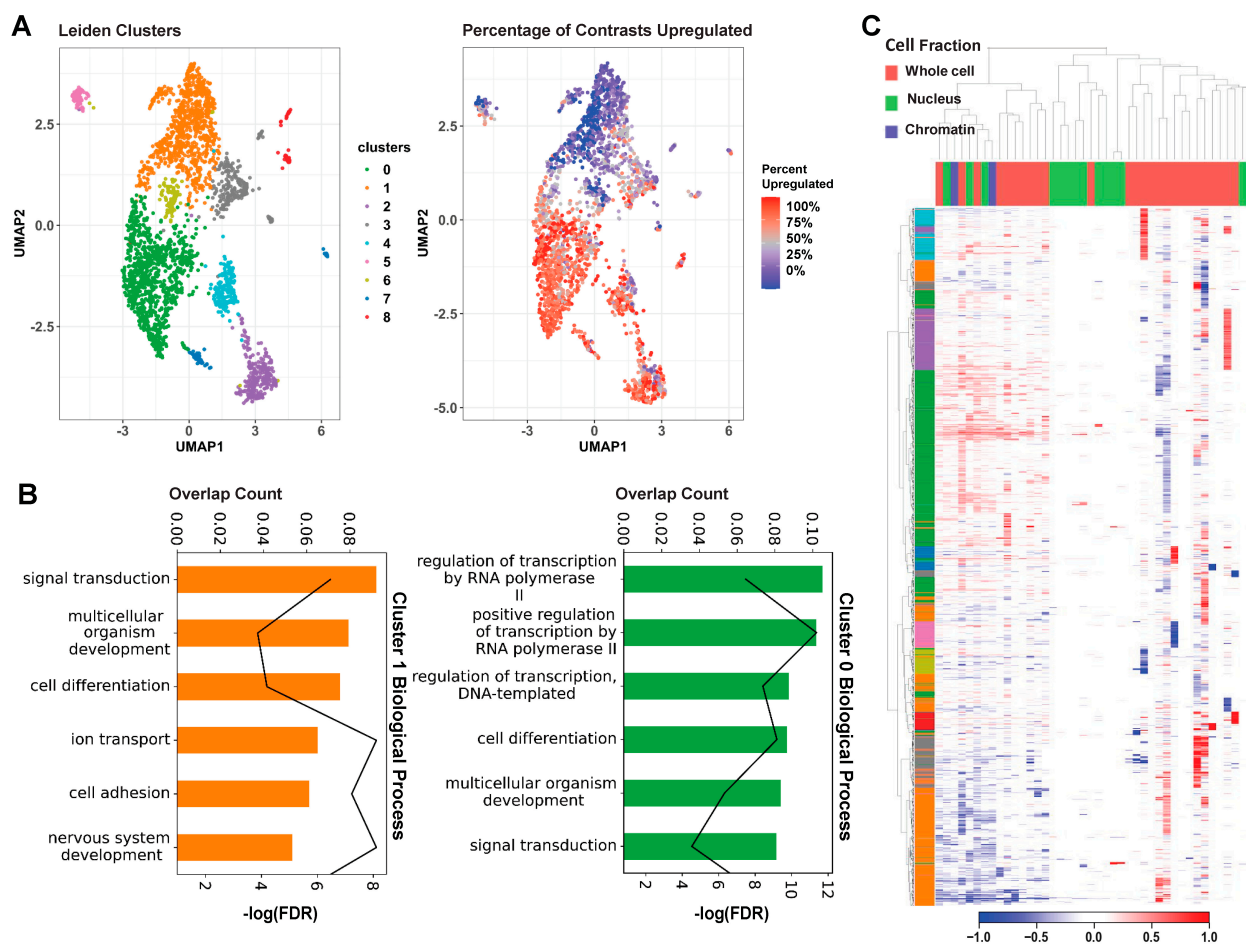 A
Leiden Clusters
2.5
0.0
-2.5
UMAP2
-3
0
3
6
UMAP1
clusters
0
1
2
3
4
5
6
7
8
Percentage of Contrasts Upregulated
2.5
0.0
-2.5
-5.0
UMAP2
-3
0
3
6
UMAP1
Percent
Upregulated
100%
75%
50%
25%
0%
B
Overlap Count
0.00
0.02
0.04
0.06
0.08
signal transduction
multicellular
organism
development
cell differentiation
ion transport
cell adhesion
nervous system
development
2
4
6
8
-log(FDR)
Cluster 1 Biological Process
Overlap Count
0.00
0.02
0.04
0.06
0.08
0.10
regulation of transcription
by RNA polymerase
II
positive regulation
of transcription by
RNA polymerase II
regulation of transcription,
DNA-templated
cell differentiation
multicellular organism
development
signal transduction
2
4
6
8
10
12
-log(FDR)
Cluster 0 Biological Process
C
Cell Fraction
Whole cell
Nucleus
Chromatin
−1.0
−0.5
0.0
0.5
1.0